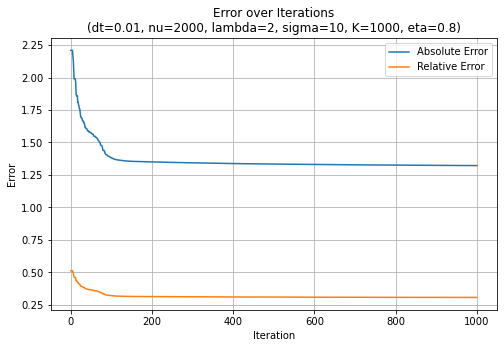 Error over Iterations
(dt=0.01, nu=2000, lambda=2, sigma=10, K=1000, eta=0.8)
Absolute Error
Relative Error
Error
2.25
2.00
1.75
1.50
1.25
1.00
0.75
0.50
0.25
0
200
400
600
800
1000
Iteration